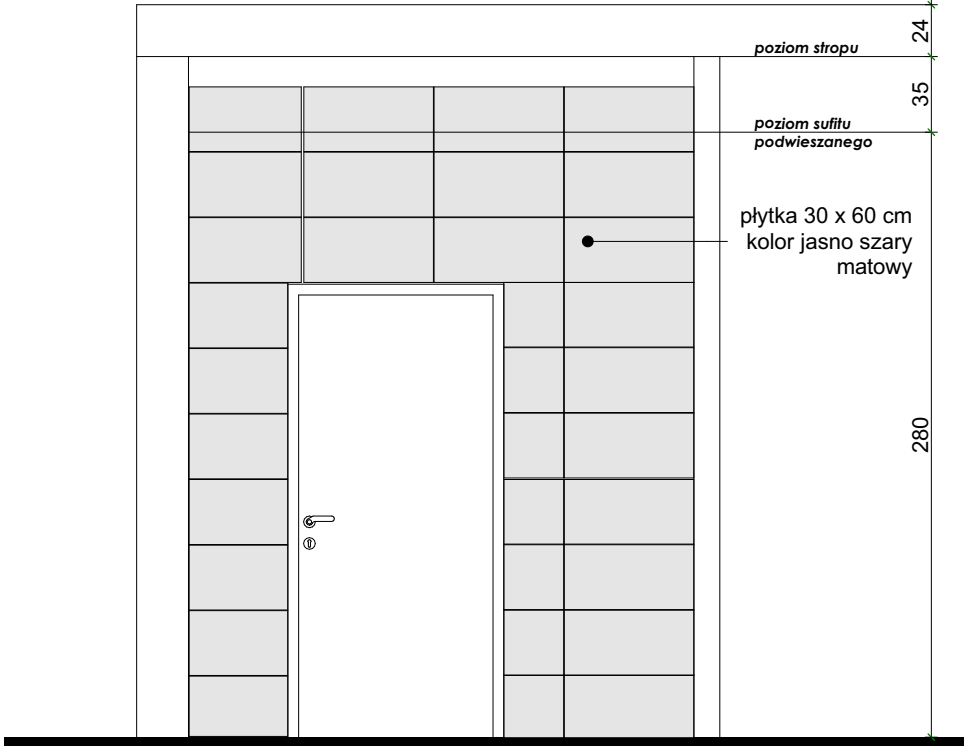 24
poziom stropu
35
poziom sufitu
podwieszanego
płytka 30 x 60 cm
kolor jasno szary
matowy
280